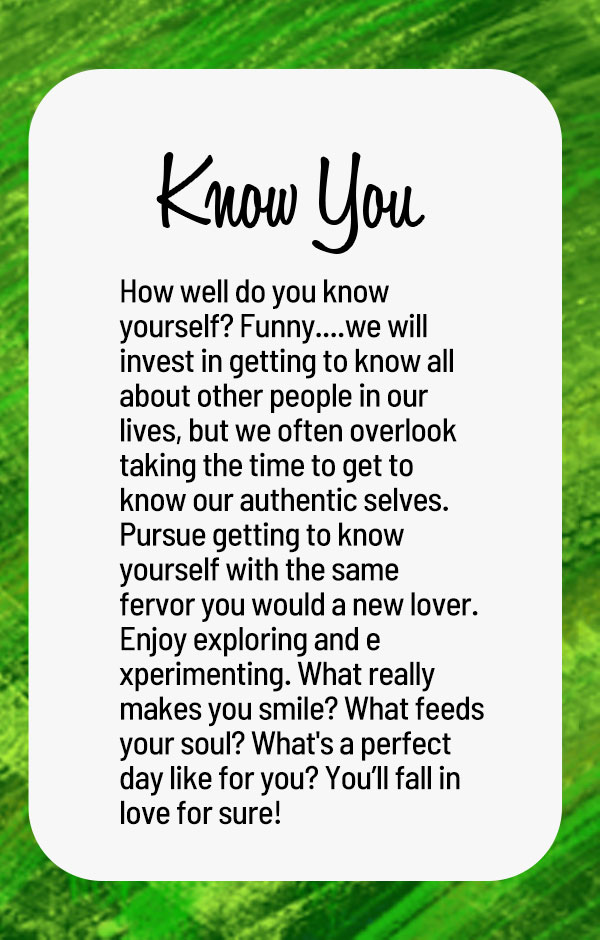 Know You
How well do you know
yourself? Funny....we will
invest in getting to know all
about other people in our
lives, but we often overlook
taking the time to get to
know our authentic selves.
Pursue getting to know
yourself with the same
fervor you would a new lover.
Enjoy exploring and e
xperimenting. What really
makes you smile? What feeds
your soul? What's a perfect
day like for you? You’ll fall in
love for sure!